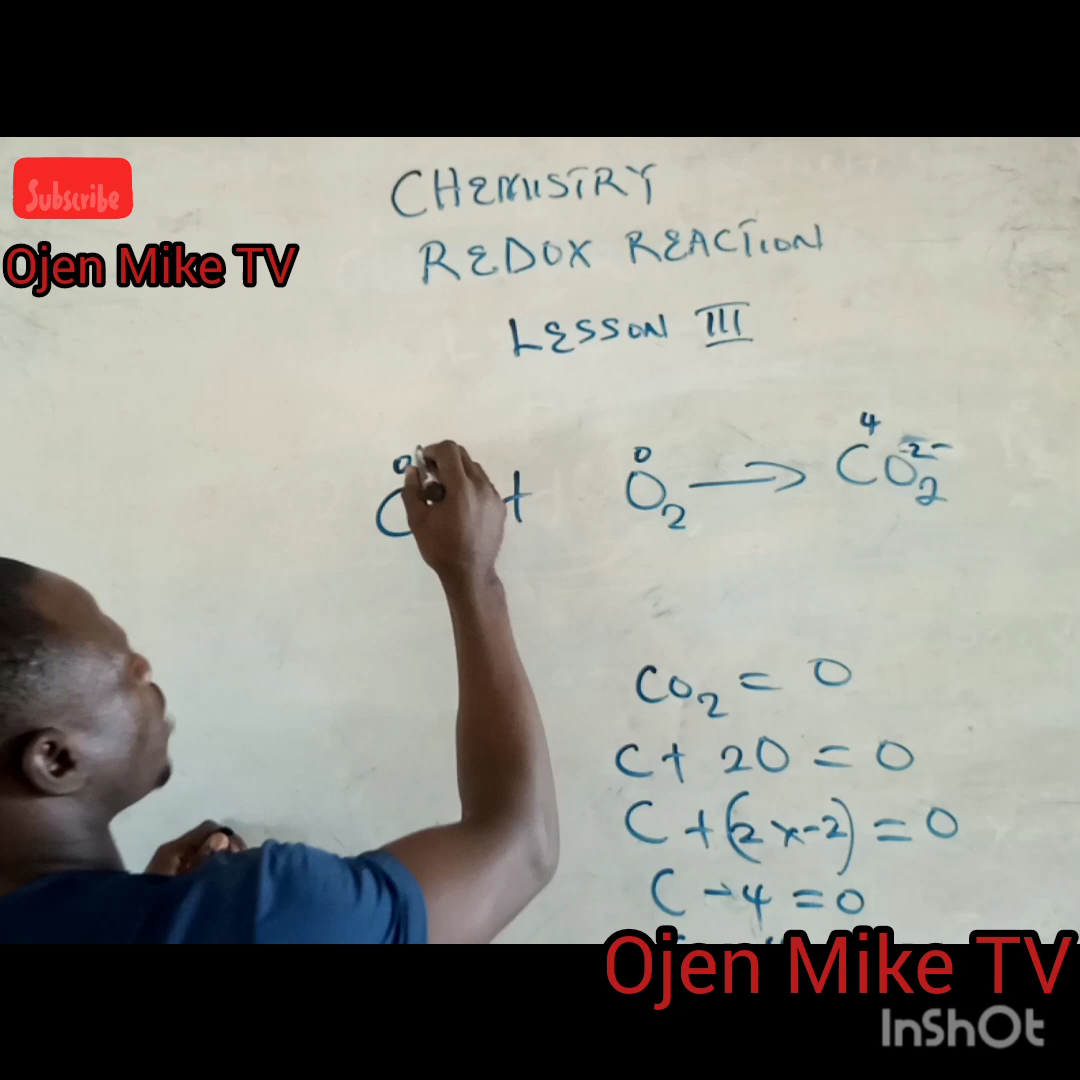 Subscribe
Ojen Mike TV
CHEMISTRY
REDOX REACTION
LESSON III
0 0 4 2-
C + O2 → CO2
CO2 = 0
C + 2O = 0
C + (2 x -2) = 0
C - 4 = 0
Ojen Mike TV
InShOt